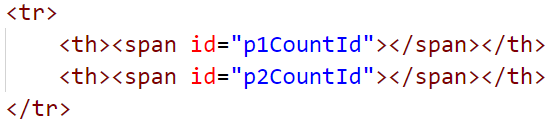 <tr>
    <th><span id="p1CountId"></span></th>
    <th><span id="p2CountId"></span></th>
</tr>